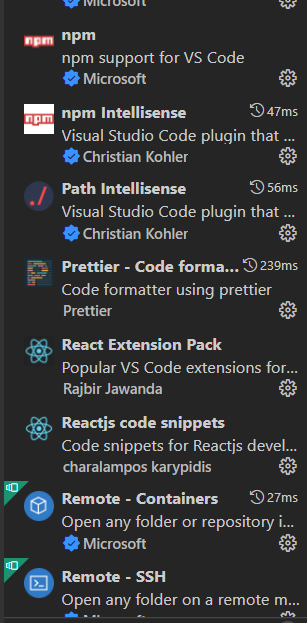 Microsoft
npm
npm support for VS Code
Microsoft
npm Intellisense 47ms
Visual Studio Code plugin that ...
Christian Kohler
Path Intellisense 56ms
Visual Studio Code plugin that ...
Christian Kohler
Prettier - Code forma... 239ms
Code formatter using prettier
Prettier
React Extension Pack
Popular VS Code extensions for...
Rajbir Jawanda
Reactjs code snippets
Code snippets for Reactjs devel...
charalampos karypidis
Remote - Containers 27ms
Open any folder or repository i...
Microsoft
Remote - SSH
Open any folder on a remote m...
Microsoft